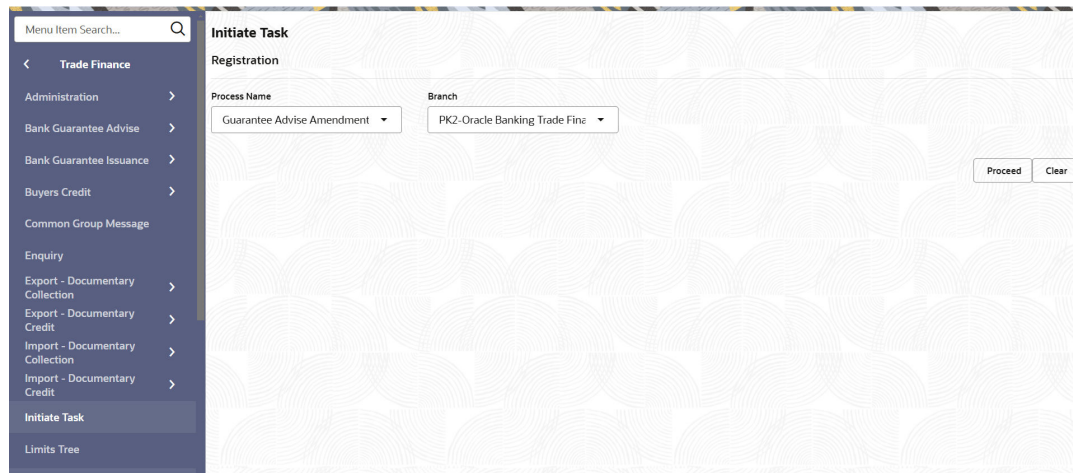 Menu Item Search...
Trade Finance
Administration
Bank Guarantee Advise
Bank Guarantee Issuance
Buyers Credit
Common Group Message
Enquiry
Export - Documentary
Collection
Export - Documentary
Credit
Import - Documentary
Collection
Import - Documentary
Credit
Initiate Task
Limits Tree
Initiate Task
Registration
Process Name
Branch
Guarantee Advise Amendment
PK2-Oracle Banking Trade Fina
Proceed
Clear